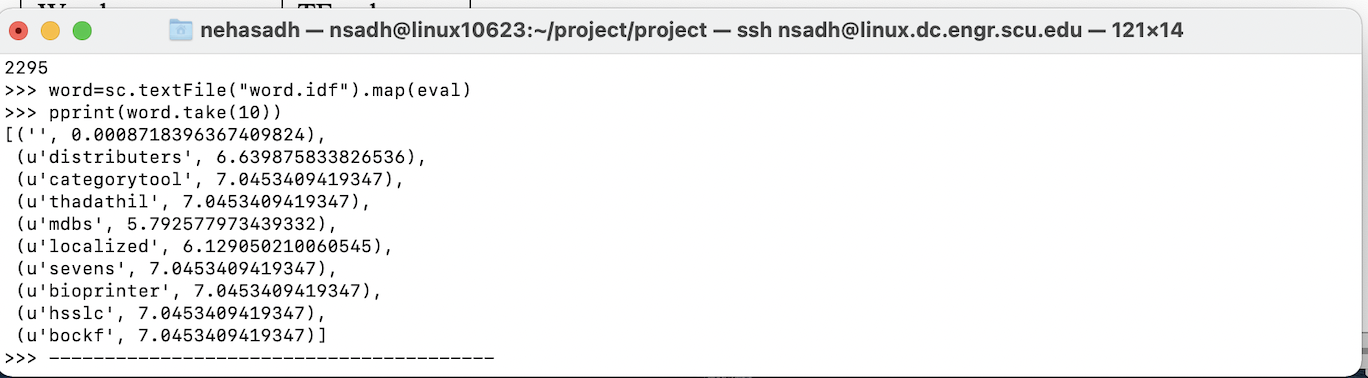 nehasadh — nsadh@linux10623:~/project/project — ssh nsadh@linux.dc.engr.scu.edu — 121×14
2295
>>> word=sc.textFile("word.idf").map(eval)
>>> pprint(word.take(10))
[('', 0.0008718396367409824),
 (u'distributers', 6.639875833826536),
 (u'categorytool', 7.0453409419347),
 (u'thadathil', 7.0453409419347),
 (u'mdbs', 5.792577973439332),
 (u'localized', 6.129050210060545),
 (u'sevens', 7.0453409419347),
 (u'bioprinter', 7.0453409419347),
 (u'hsslc', 7.0453409419347),
 (u'bockf', 7.0453409419347)]
>>> ----------------------------------------